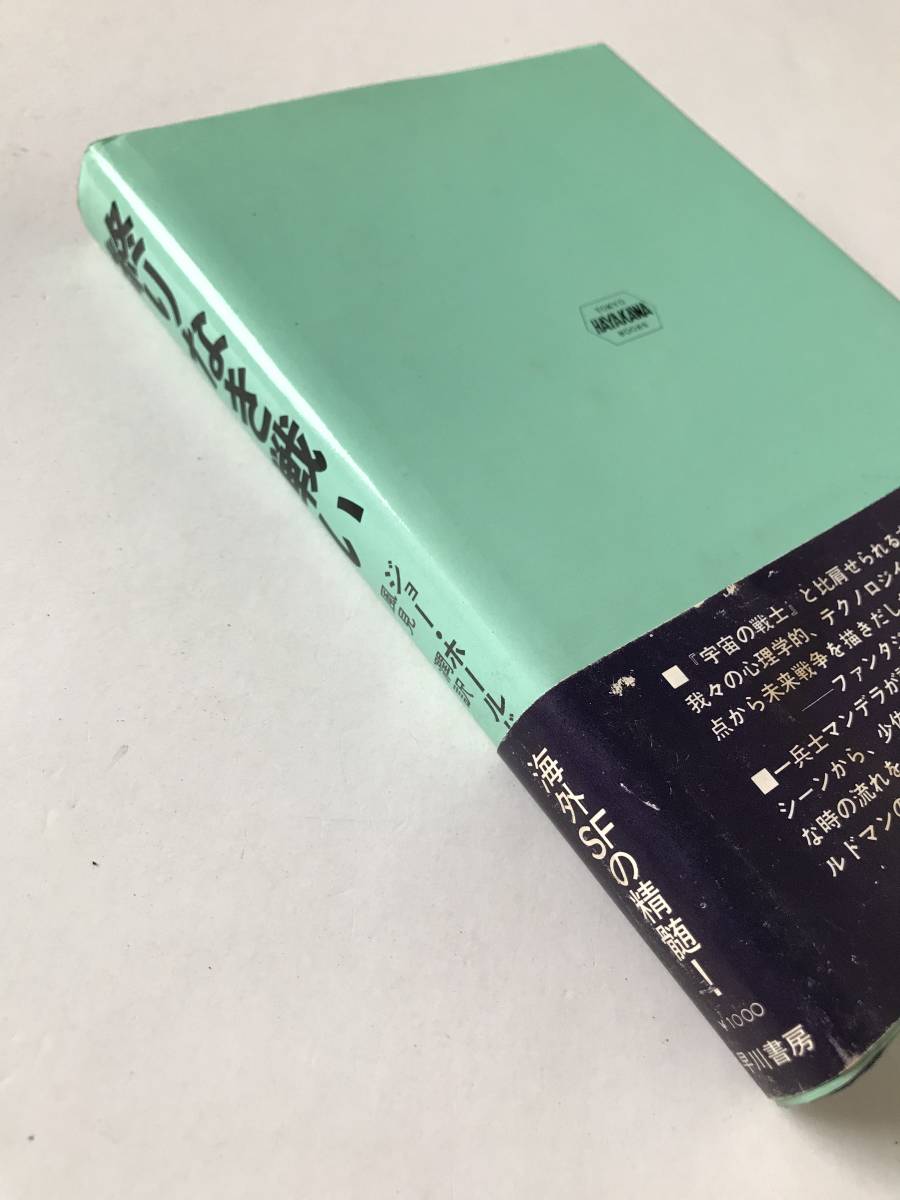 終りなき戦い
ジョー・ホールド
風見 潤訳
TOKYO
HAYAKAWA
BOOKS
■『宇宙の戦士』と比肩せられる
我々の心理学的、テクノロジイ
点から未来戦争を描きだし
——ファンタジ
■一兵士マンデラが
シーンから、少佐
な時の流れを
ルドマンの
海外SFの精髄！
¥1000
早川書房